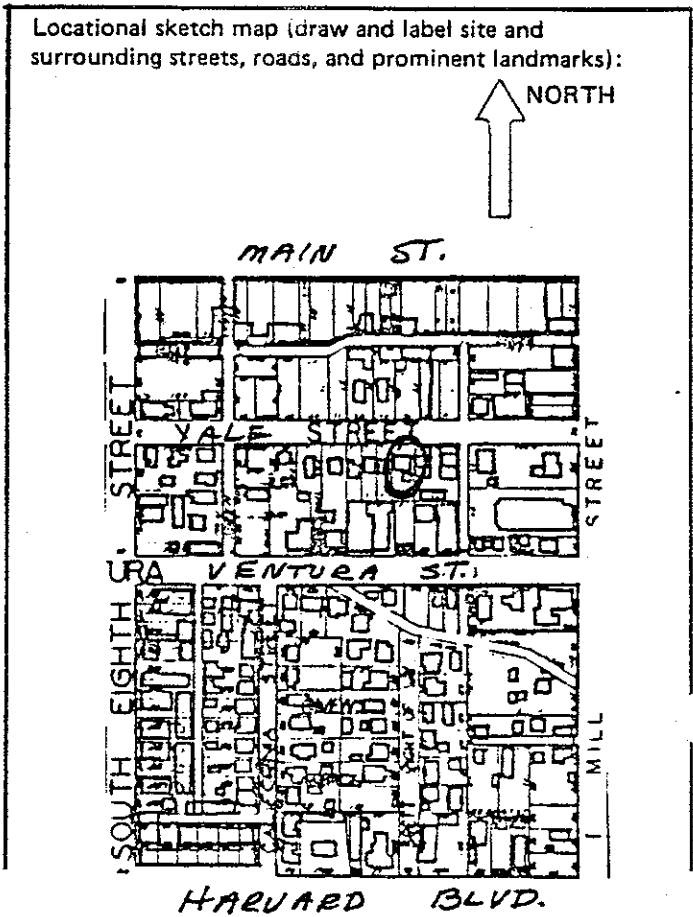 Locational sketch map (draw and label site and
surrounding streets, roads, and prominent landmarks):
NORTH
MAIN ST.
YALE STREET
STREET
STREET
URA VENTURA ST.
SOUTH EIGHTH
MILL
HARVARD BLVD.